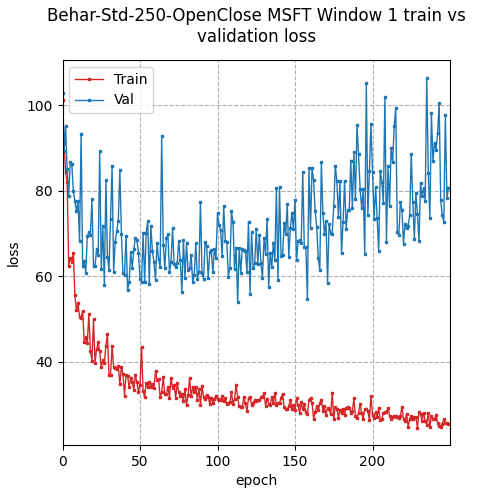 Behar-Std-250-OpenClose MSFT Window 1 train vs
validation loss
Train
Val
100
80
60
40
loss
0
50
100
150
200
epoch